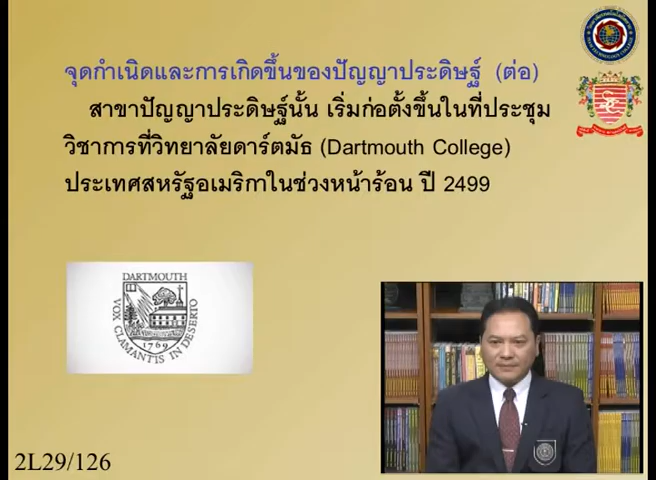 จุดกำเนิดและการเกิดขึ้นของปัญญาประดิษฐ์ (ต่อ)
สาขาปัญญาประดิษฐ์นั้น เริ่มก่อตั้งขึ้นในที่ประชุม
วิชาการที่วิทยาลัยดาร์ตมัธ (Dartmouth College)
ประเทศสหรัฐอเมริกาในช่วงหน้าร้อน ปี 2499
DARTMOUTH
VOX CLAMANTIS IN DESERTO
1769
2L29/126